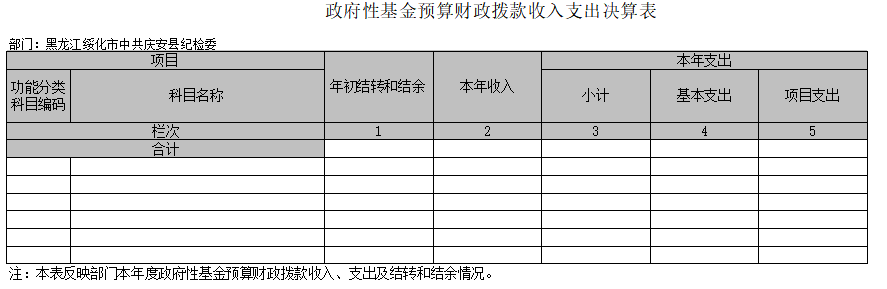 政府性基金预算财政拨款收入支出决算表
部门：黑龙江绥化市中共庆安县纪检委
项目 年初结转和结余 本年收入 本年支出
功能分类科目编码 科目名称 小计 基本支出 项目支出
栏次 1 2 3 4 5
合计
注：本表反映部门本年度政府性基金预算财政拨款收入、支出及结转和结余情况。